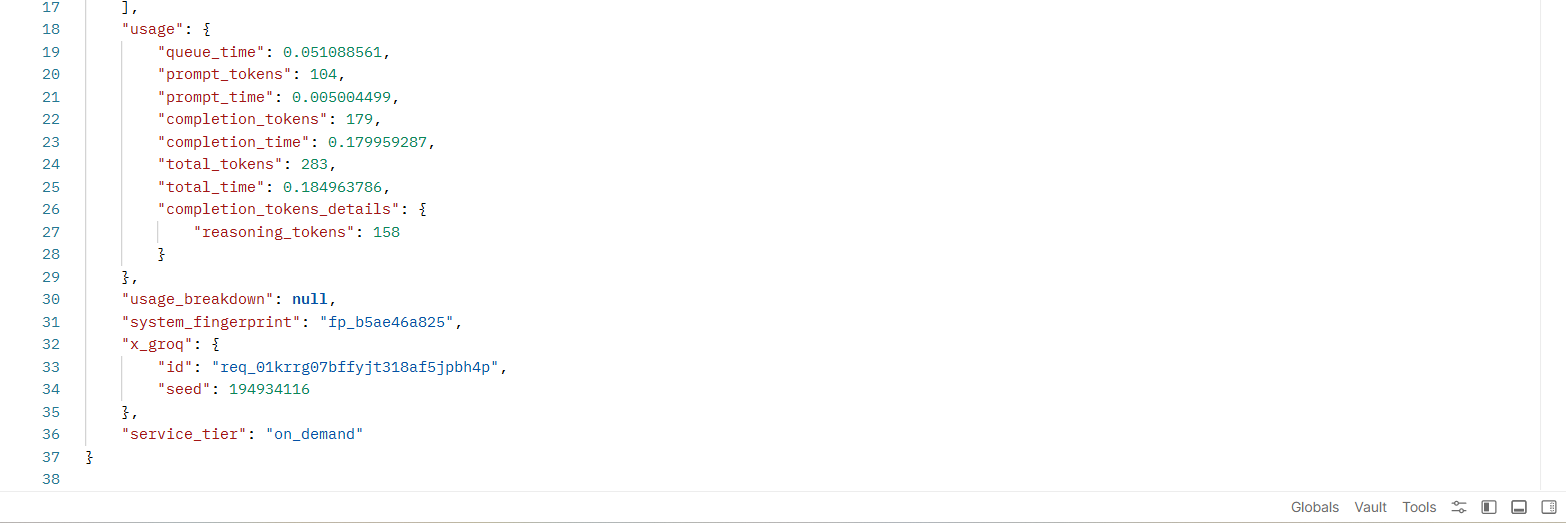 17 ],
18 "usage": {
19 "queue_time": 0.051088561,
20 "prompt_tokens": 104,
21 "prompt_time": 0.005004499,
22 "completion_tokens": 179,
23 "completion_time": 0.179959287,
24 "total_tokens": 283,
25 "total_time": 0.184963786,
26 "completion_tokens_details": {
27 "reasoning_tokens": 158
28 }
29 },
30 "usage_breakdown": null,
31 "system_fingerprint": "fp_b5ae46a825",
32 "x_groq": {
33 "id": "req_01krrg07bffyjt318af5jpbh4p",
34 "seed": 194934116
35 },
36 "service_tier": "on_demand"
37 }
38
Globals Vault Tools